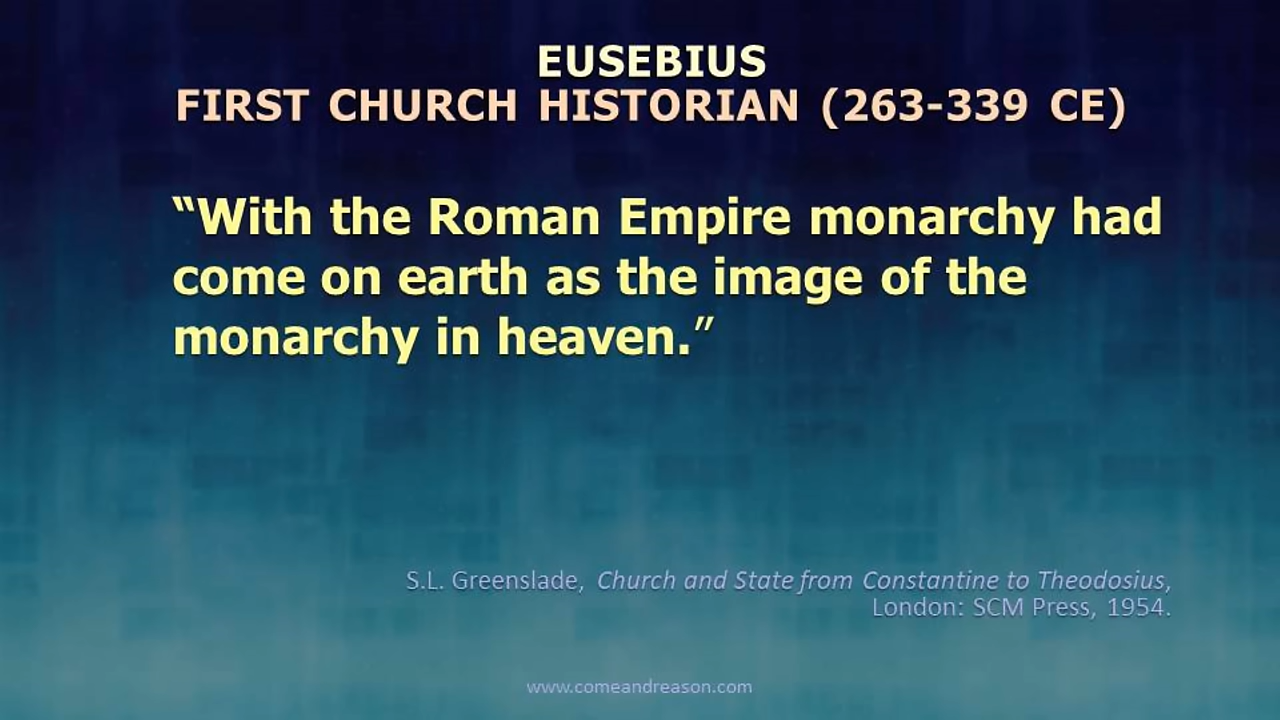 EUSEBIUS
FIRST CHURCH HISTORIAN (263-339 CE)
“With the Roman Empire monarchy had
come on earth as the image of the
monarchy in heaven.”
S.L. Greenslade, Church and State from Constantine to Theodosius,
London: SCM Press, 1954.
www.comeandreason.com